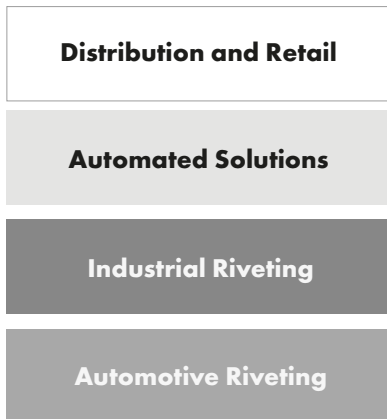 Distribution and Retail
Automated Solutions
Industrial Riveting
Automotive Riveting